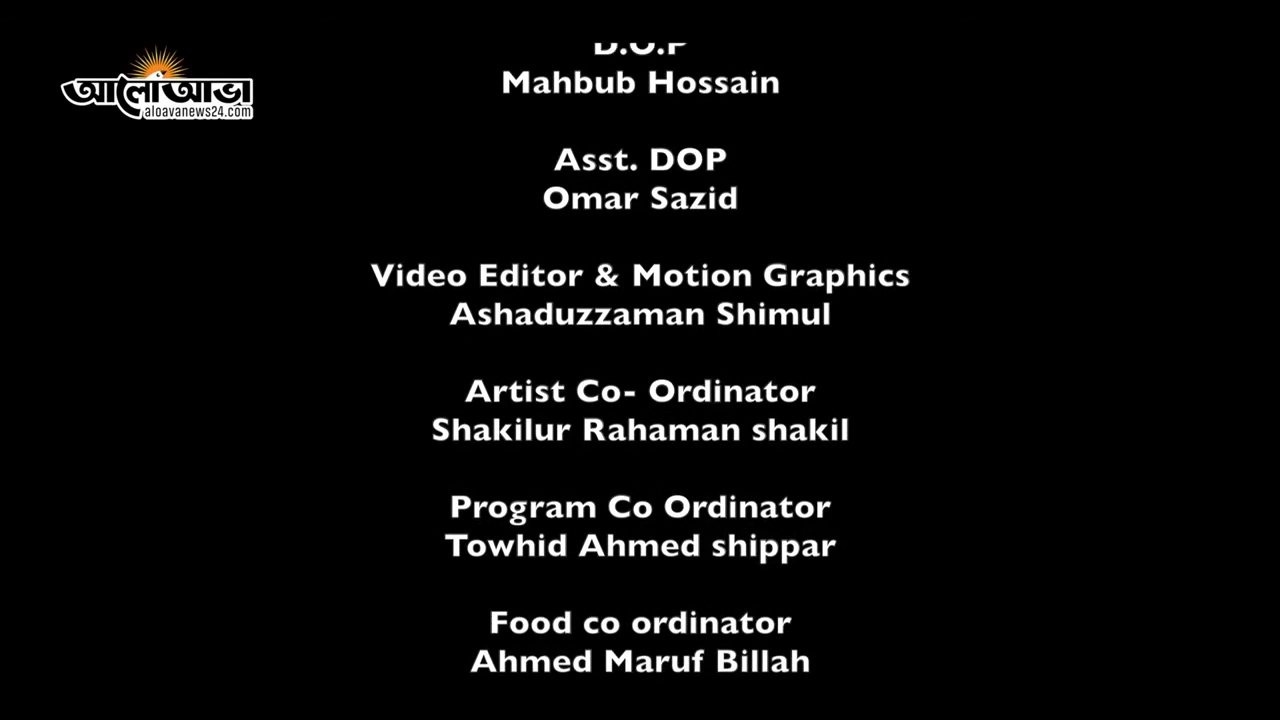 আলোআভা
aloavanews24.com
D.O.P
Mahbub Hossain
Asst. DOP
Omar Sazid
Video Editor & Motion Graphics
Ashaduzzaman Shimul
Artist Co- Ordinator
Shakilur Rahaman shakil
Program Co Ordinator
Towhid Ahmed shippar
Food co ordinator
Ahmed Maruf Billah